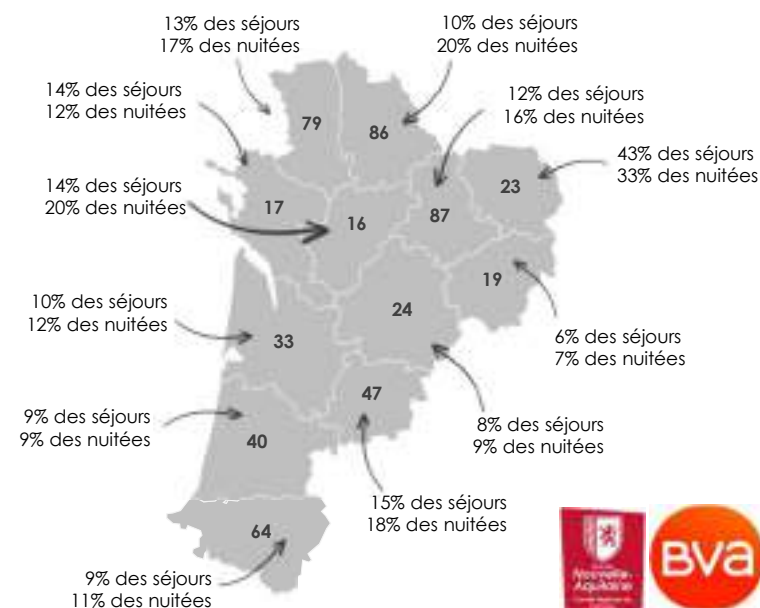 13% des séjours
17% des nuitées
10% des séjours
20% des nuitées
14% des séjours
12% des nuitées
12% des séjours
16% des nuitées
43% des séjours
33% des nuitées
79
86
14% des séjours
20% des nuitées
17
16
87
23
19
10% des séjours
12% des nuitées
24
33
6% des séjours
7% des nuitées
9% des séjours
9% des nuitées
47
40
8% des séjours
9% des nuitées
15% des séjours
18% des nuitées
64
9% des séjours
11% des nuitées
Nouvelle-
Aquitaine
BVa